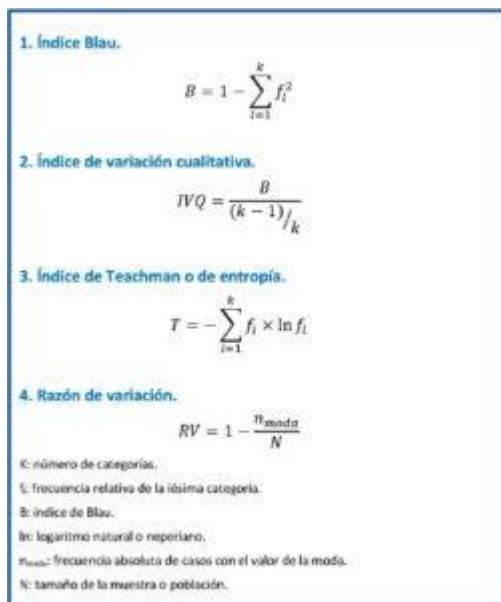 1. Índice Blau.
B = 1 − ∑_{i=1}^{k} f_i^2
2. Índice de variación cualitativa.
IVQ = B / ((k − 1)/k)
3. Índice de Teachman o de entropía.
T = − ∑_{i=1}^{k} f_i × ln f_i
4. Razón de variación.
RV = 1 − n_moda / N
K: número de categorías.
f_i: frecuencia relativa de la iésima categoría.
B: índice de Blau.
ln: logaritmo natural o neperiano.
n_moda: frecuencia absoluta de casos con el valor de la moda.
N: tamaño de la muestra o población.